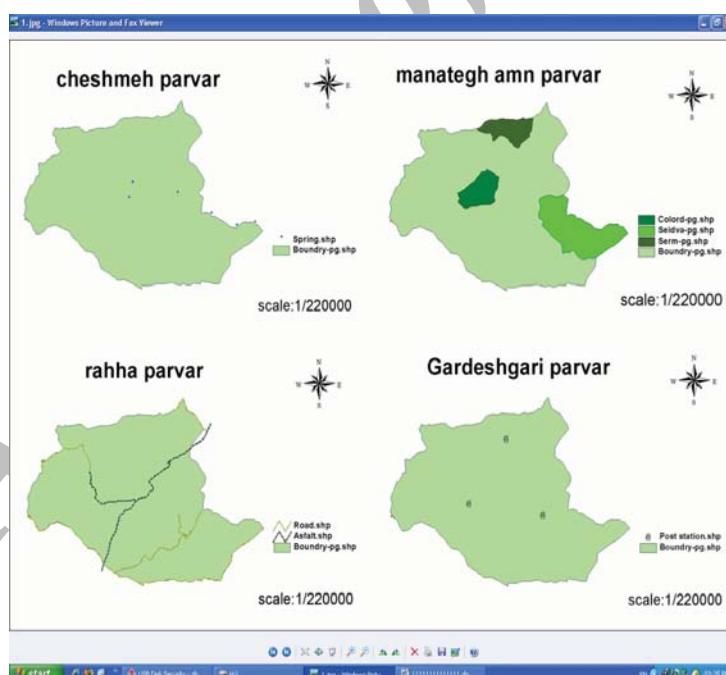 1.jpg - Windows Picture and Fax Viewer
cheshmeh parvar
N
W
E
S
Spring.shp
Boundry-pg.shp
scale:1/220000
manategh amn parvar
N
W
E
S
Colord-pg.shp
Seidva-pg.shp
Serm-pg.shp
Boundry-pg.shp
scale:1/220000
rahha parvar
N
W
E
S
Road.shp
Asfalt.shp
Boundry-pg.shp
scale:1/220000
Gardeshgari parvar
N
W
E
S
Post station.shp
Boundry-pg.shp
scale:1/220000
start